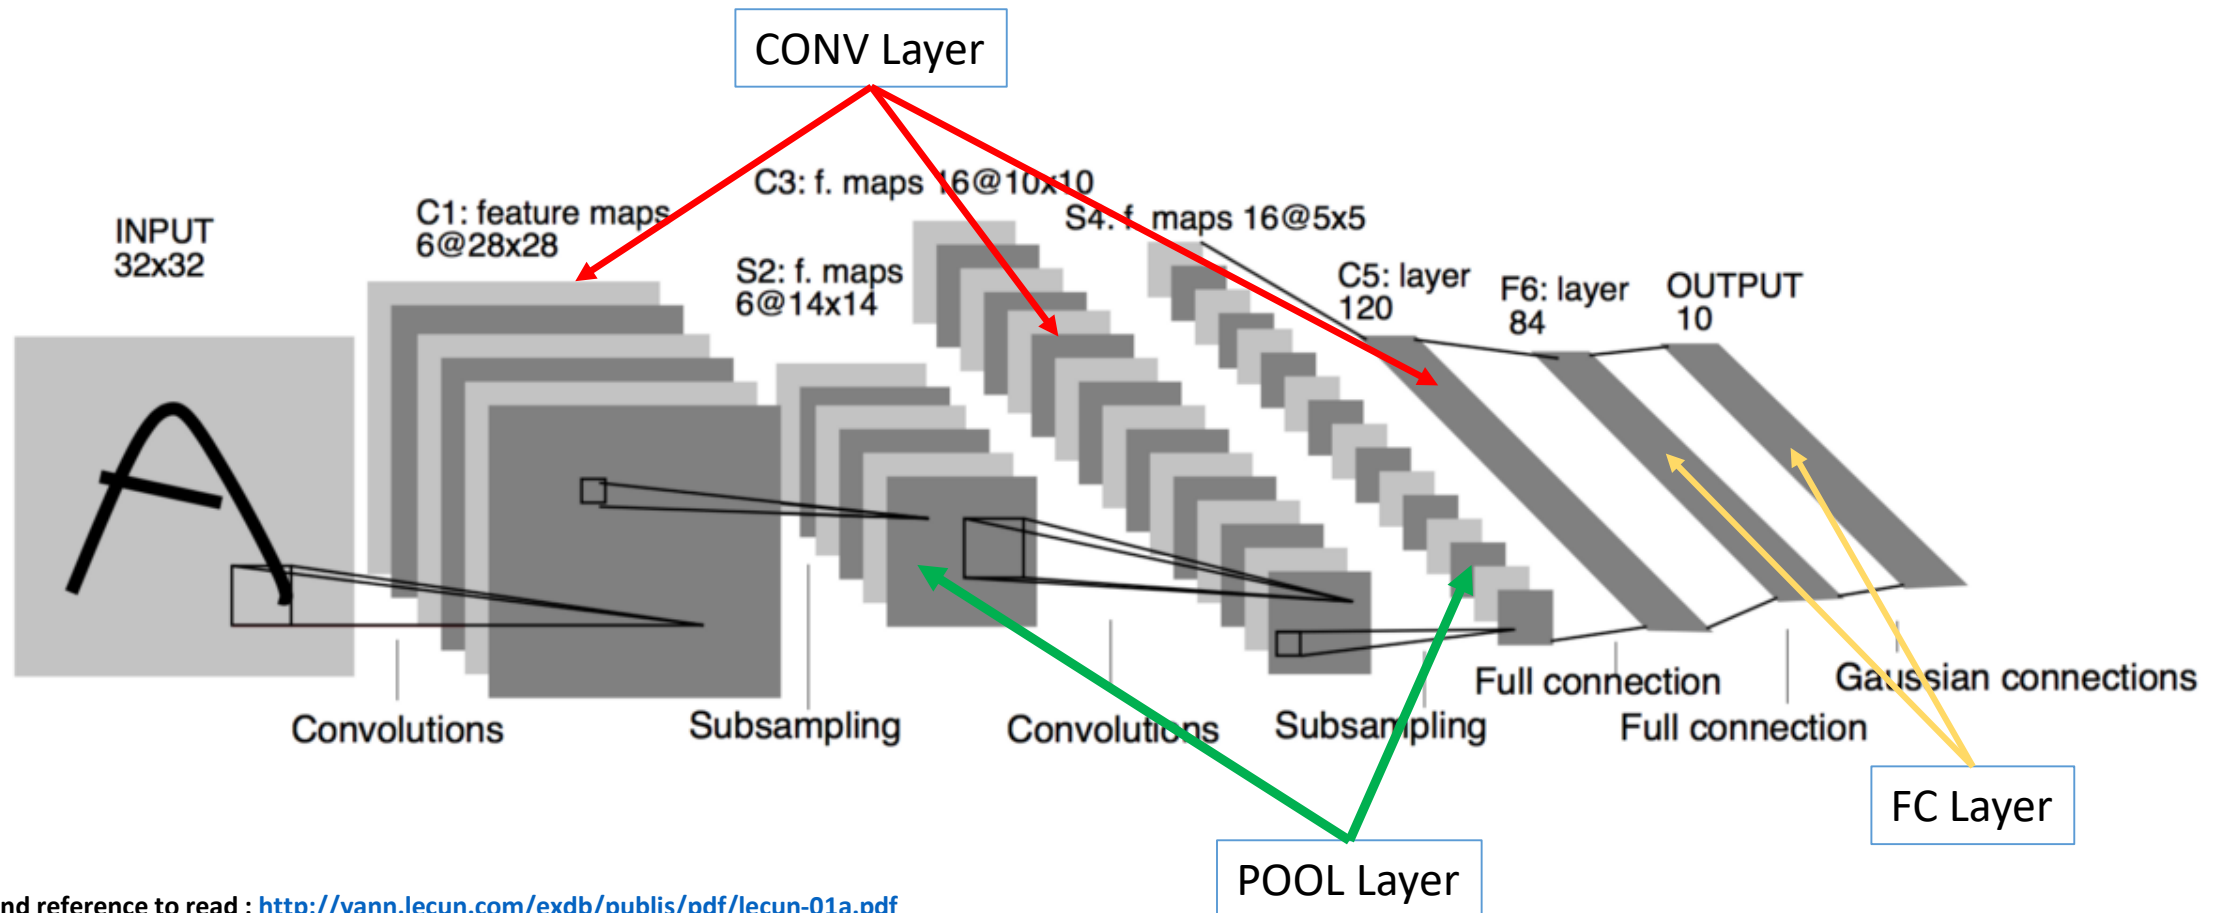 CONV Layer
C3: f. maps 16@10x10
C1: feature maps
6@28x28
S4: f. maps 16@5x5
INPUT
32x32
S2: f. maps
6@14x14
C5: layer
120
F6: layer
84
OUTPUT
10
Full connection
Gaussian connections
Convolutions
Subsampling
Convolutions
Subsampling
Full connection
FC Layer
POOL Layer
nd reference to read : http://yann.lecun.com/exdb/publis/pdf/lecun-01a.pdf